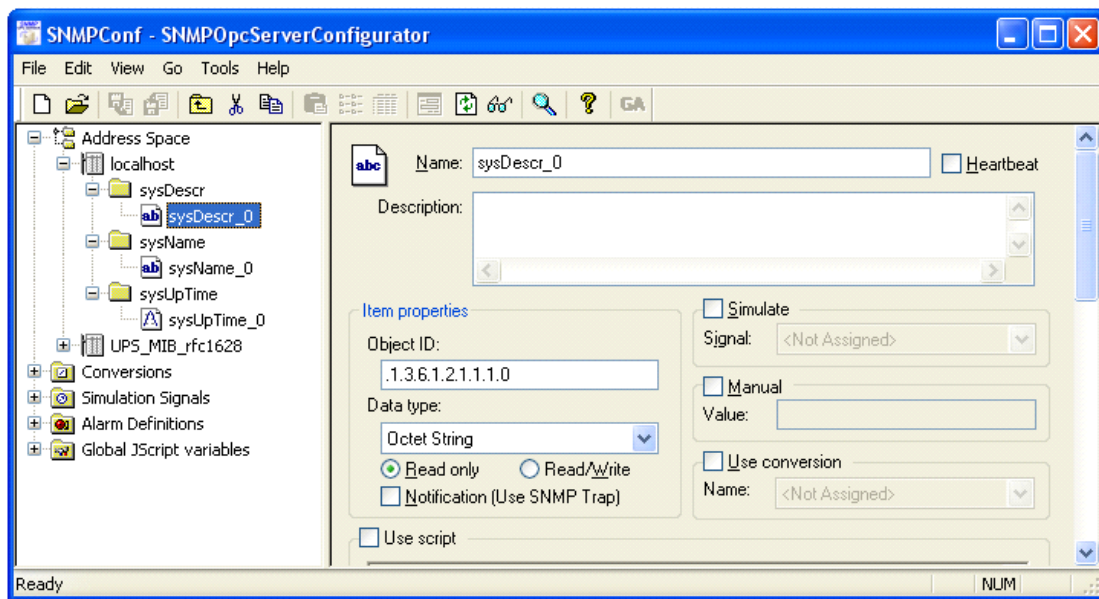 SNMPConf - SNMPOpcServerConfigurator
File Edit View Go Tools Help
GA
Address Space
localhost
sysDescr
ab sysDescr_0
sysName
ab sysName_0
sysUpTime
A sysUpTime_0
UPS_MIB_rfc1628
Conversions
Simulation Signals
Alarm Definitions
Global JScript variables
abc Name: sysDescr_0 Heartbeat
Description:
Item properties
Object ID:
.1.3.6.1.2.1.1.1.0
Data type:
Octet String
Read only Read/Write
Notification (Use SNMP Trap)
Simulate
Signal: <Not Assigned>
Manual
Value:
Use conversion
Name: <Not Assigned>
Use script
Ready NUM